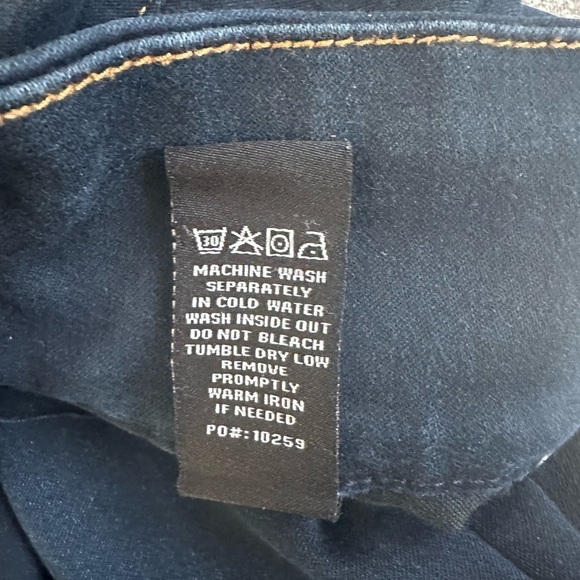 30
MACHINE WASH
SEPARATELY
IN COLD WATER
WASH INSIDE OUT
DO NOT BLEACH
TUMBLE DRY LOW
REMOVE
PROMPTLY
WARM IRON
IF NEEDED
PO#:10259